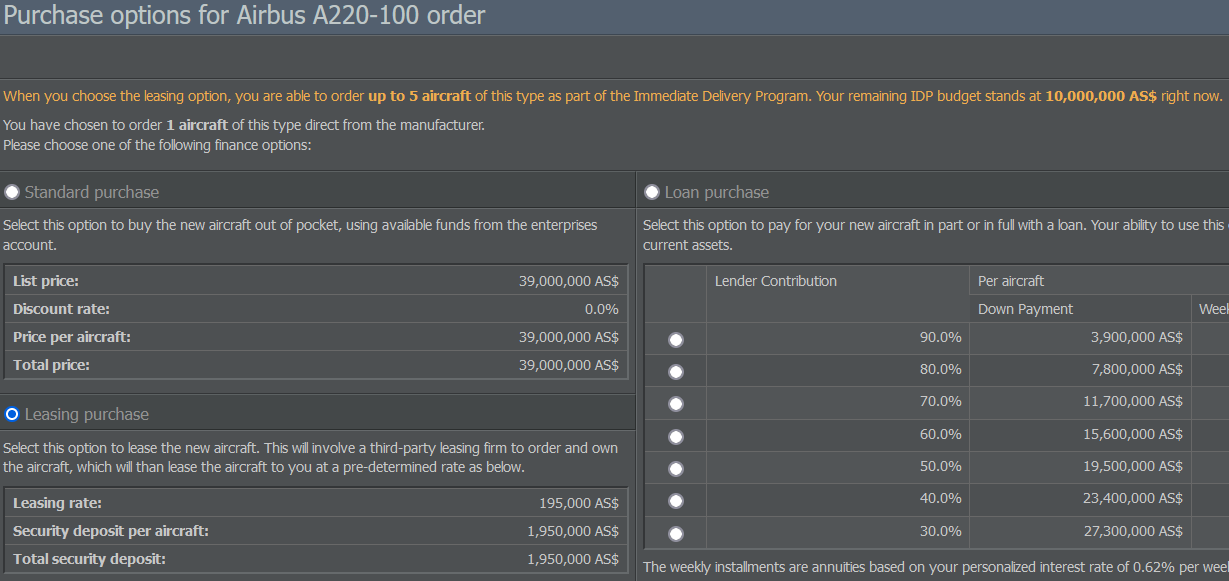 Purchase options for Airbus A220-100 order
When you choose the leasing option, you are able to order up to 5 aircraft of this type as part of the Immediate Delivery Program. Your remaining IDP budget stands at 10,000,000 AS$ right now.
You have chosen to order 1 aircraft of this type direct from the manufacturer.
Please choose one of the following finance options:
Standard purchase
Select this option to buy the new aircraft out of pocket, using available funds from the enterprises
account.
List price: 39,000,000 AS$
Discount rate: 0.0%
Price per aircraft: 39,000,000 AS$
Total price: 39,000,000 AS$
Leasing purchase
Select this option to lease the new aircraft. This will involve a third-party leasing firm to order and own
the aircraft, which will than lease the aircraft to you at a pre-determined rate as below.
Leasing rate: 195,000 AS$
Security deposit per aircraft: 1,950,000 AS$
Total security deposit: 1,950,000 AS$
Loan purchase
Select this option to pay for your new aircraft in part or in full with a loan. Your ability to use this
current assets.
Lender Contribution Per aircraft
Down Payment
90.0% 3,900,000 AS$
80.0% 7,800,000 AS$
70.0% 11,700,000 AS$
60.0% 15,600,000 AS$
50.0% 19,500,000 AS$
40.0% 23,400,000 AS$
30.0% 27,300,000 AS$
The weekly installments are annuities based on your personalized interest rate of 0.62% per